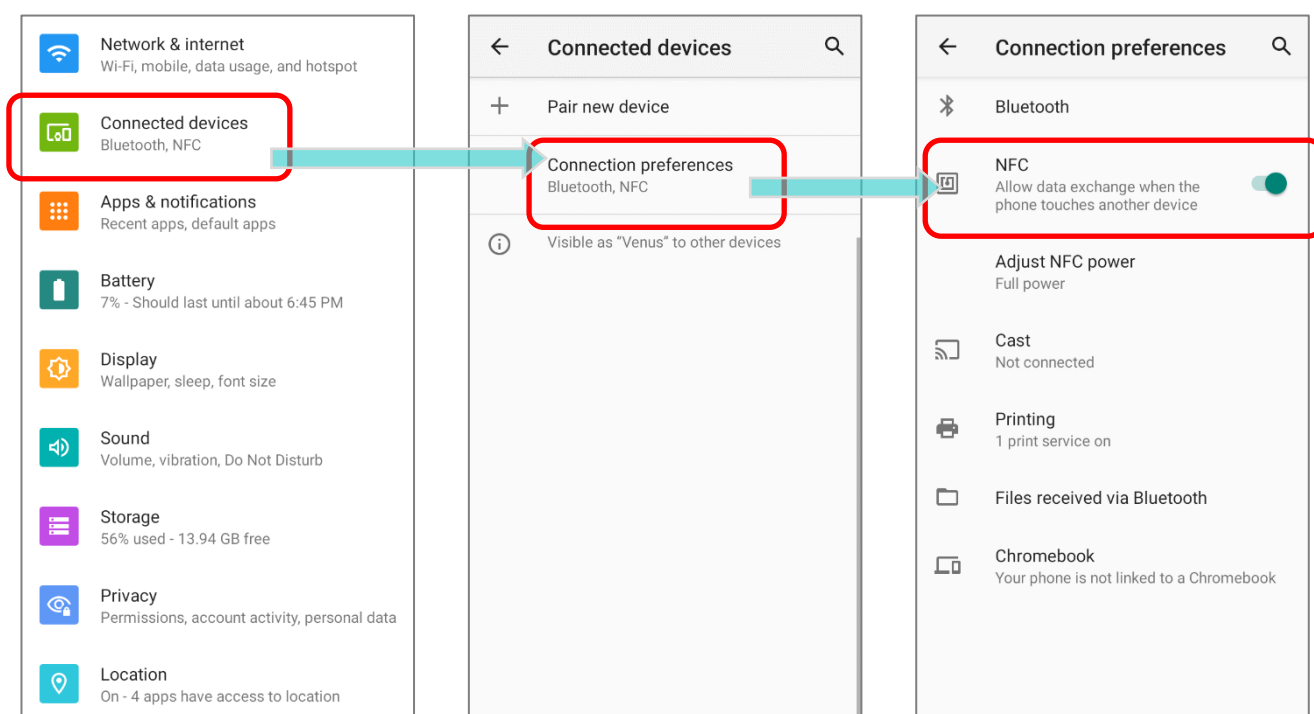 Network & internet
Wi-Fi, mobile, data usage, and hotspot
Connected devices
Bluetooth, NFC
Apps & notifications
Recent apps, default apps
Battery
7% - Should last until about 6:45 PM
Display
Wallpaper, sleep, font size
Sound
Volume, vibration, Do Not Disturb
Storage
56% used - 13.94 GB free
Privacy
Permissions, account activity, personal data
Location
On - 4 apps have access to location
Connected devices
Pair new device
Connection preferences
Bluetooth, NFC
Visible as “Venus” to other devices
Connection preferences
Bluetooth
NFC
Allow data exchange when the
phone touches another device
Adjust NFC power
Full power
Cast
Not connected
Printing
1 print service on
Files received via Bluetooth
Chromebook
Your phone is not linked to a Chromebook